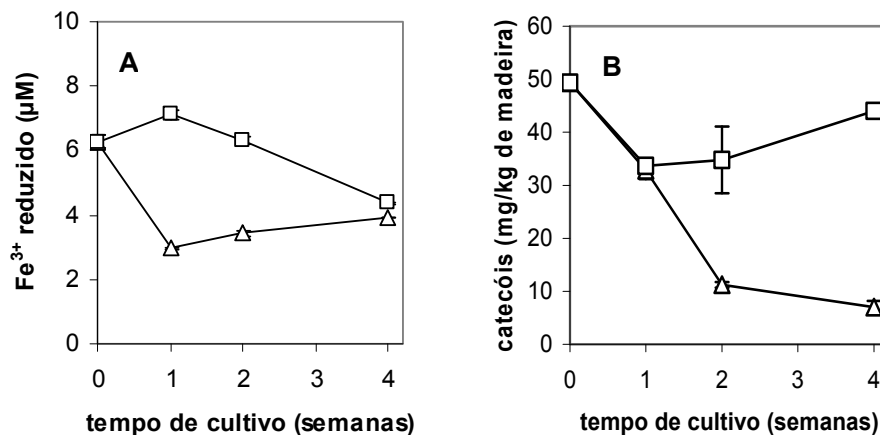 A
Fe³⁺ reduzido (µM)
10
8
6
4
2
0
0 1 2 3 4
tempo de cultivo (semanas)
B
catecóis (mg/kg de madeira)
60
50
40
30
20
10
0
0 1 2 3 4
tempo de cultivo (semanas)